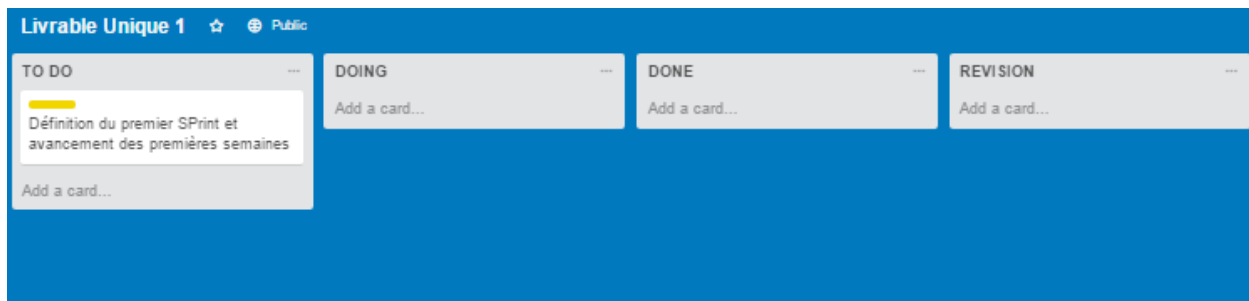 Livrable Unique 1 Public
TO DO
Définition du premier SPrint et
avancement des premières semaines
Add a card...
DOING
Add a card...
DONE
Add a card...
REVISION
Add a card...